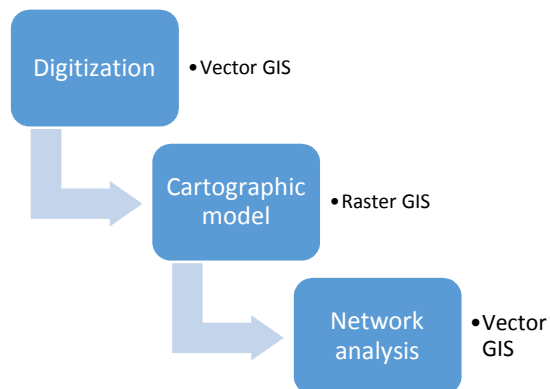 Digitization
•Vector GIS
Cartographic
model
•Raster GIS
Network
analysis
•Vector
GIS